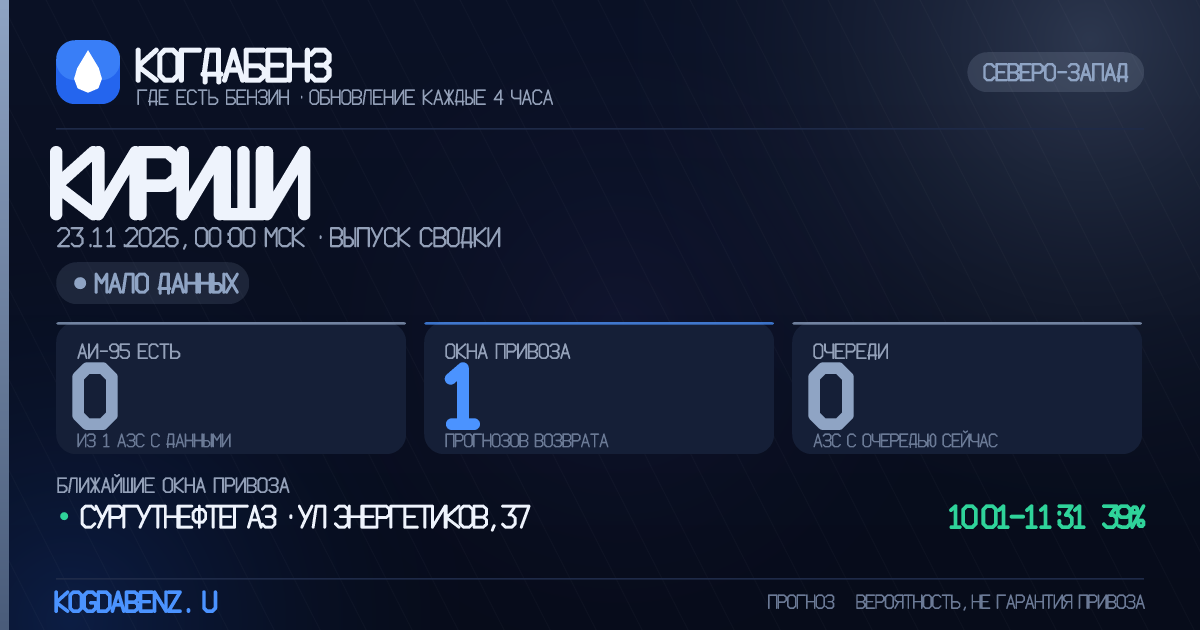 КОГДАБЕНЗ
ГДЕ ЕСТЬ БЕНЗИН · ОБНОВЛЕНИЕ КАЖДЫЕ 4 ЧАСА
СЕВЕРО-ЗАПАД
КИРИШИ
23.11.2026, 00:00 МСК · ВЫПУСК СВОДКИ
МАЛО ДАННЫХ
АИ-95 ЕСТЬ
0
ИЗ 1 АЗС С ДАННЫМИ
ОКНА ПРИВОЗА
1
ПРОГНОЗОВ ВОЗВРАТА
ОЧЕРЕДИ
0
АЗС С ОЧЕРЕДЬЮ СЕЙЧАС
БЛИЖАЙШИЕ ОКНА ПРИВОЗА
• СУРГУТНЕФТЕГАЗ · УЛ ЭНЕРГЕТИКОВ, 37
10:01-11:31 39%
KOGDABENZ. U
ПРОГНОЗ ВЕРОЯТНОСТЬ, НЕ ГАРАНТИЯ ПРИВОЗА